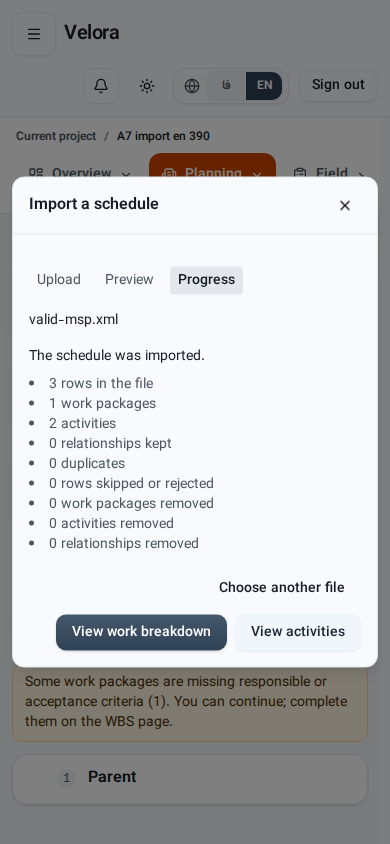 Velora
فا EN Sign out
Current project / A7 import en 390
Overview Planning Field
Import a schedule
Upload Preview Progress
valid-msp.xml
The schedule was imported.
• 3 rows in the file
• 1 work packages
• 2 activities
• 0 relationships kept
• 0 duplicates
• 0 rows skipped or rejected
• 0 work packages removed
• 0 activities removed
• 0 relationships removed
Choose another file
View work breakdown View activities
Some work packages are missing responsible or
acceptance criteria (1). You can continue; complete
them on the WBS page.
1 Parent